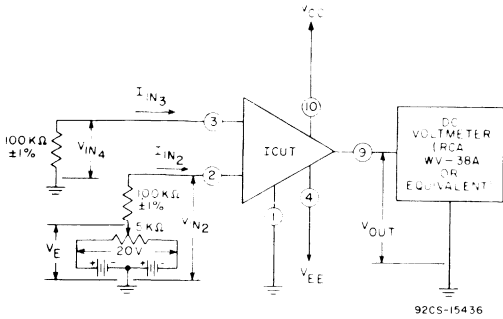 VCC
IIN3
3
10
100KΩ
±1%
VIN4
IIN2
ICUT
9
DC
VOLTMETER
(RCA
WV-38A
OR
EQUIVALENT
2
100KΩ
±1%
1
4
5KΩ
VE
20V
VIN2
VEE
VOUT
+ - + -
92CS-15436